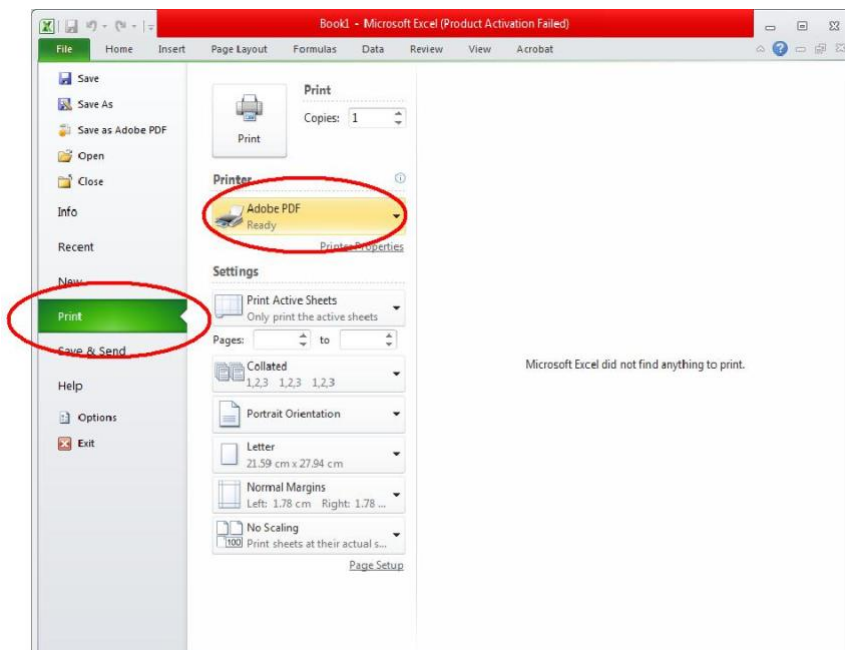 Book1 - Microsoft Excel (Product Activation Failed)
File Home Insert Page Layout Formulas Data Review View Acrobat
Save
Save As
Save as Adobe PDF
Open
Close
Info
Recent
New
Print
Save & Send
Help
Options
Exit
Print
Print
Copies: 1
Printer
Adobe PDF
Ready
Printer Properties
Settings
Print Active Sheets
Only print the active sheets
Pages: to
Collated
1,2,3 1,2,3 1,2,3
Portrait Orientation
Letter
21.59 cm x 27.94 cm
Normal Margins
Left: 1.78 cm Right: 1.78 ...
No Scaling
100
Print sheets at their actual s...
Page Setup
Microsoft Excel did not find anything to print.